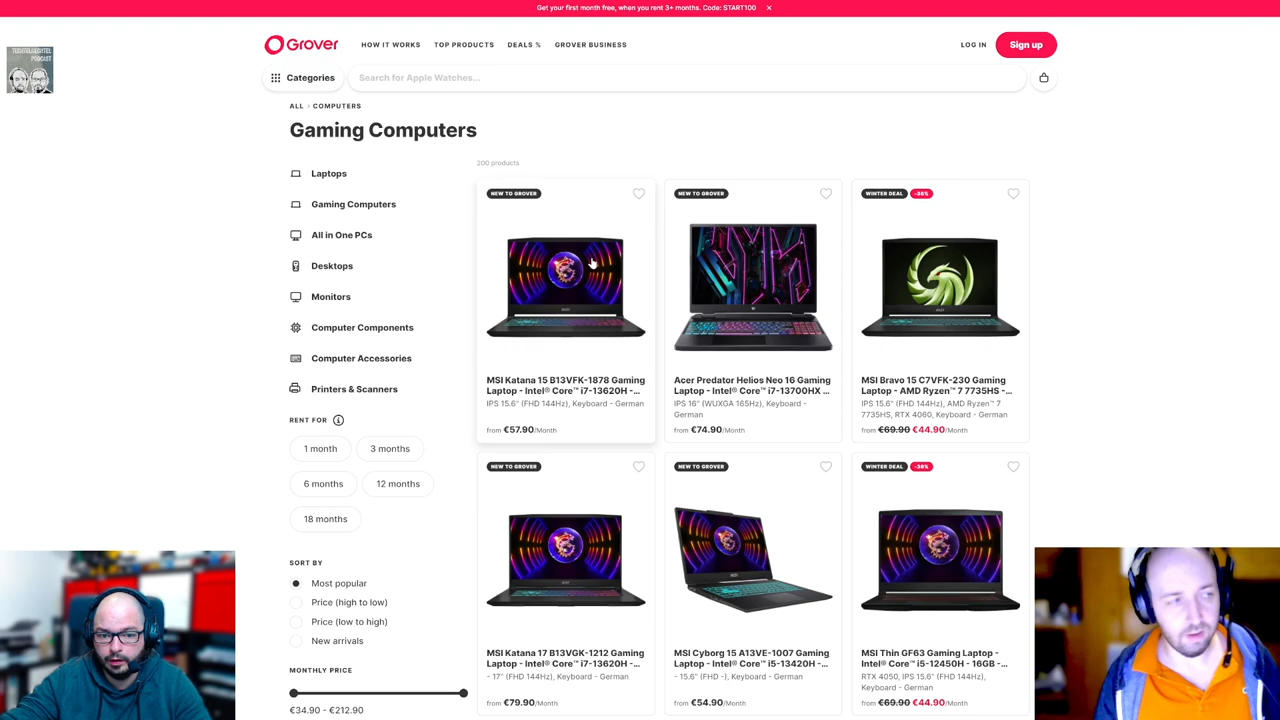 Get your first month free, when you rent 3+ months. Code: START100 ×
TECHTELMECHTEL
PODCAST
Grover
HOW IT WORKS TOP PRODUCTS DEALS % GROVER BUSINESS
LOG IN Sign up
Categories Search for Apple Watches...
ALL › COMPUTERS
Gaming Computers
200 products
Laptops
Gaming Computers
All in One PCs
Desktops
Monitors
Computer Components
Computer Accessories
Printers & Scanners
RENT FOR
1 month 3 months
6 months 12 months
18 months
SORT BY
Most popular
Price (high to low)
Price (low to high)
New arrivals
MONTHLY PRICE
€34.90 - €212.90
NEW TO GROVER
MSI Katana 15 B13VFK-1878 Gaming
Laptop - Intel® Core™ i7-13620H -...
IPS 15.6" (FHD 144Hz), Keyboard - German
from €57.90/Month
NEW TO GROVER
Acer Predator Helios Neo 16 Gaming
Laptop - Intel® Core™ i7-13700HX ...
IPS 16" (WUXGA 165Hz), Keyboard -
German
from €74.90/Month
WINTER DEAL -36%
MSI Bravo 15 C7VFK-230 Gaming
Laptop - AMD Ryzen™ 7 7735HS - ...
IPS 15.6" (FHD 144Hz), AMD Ryzen™ 7
7735HS, RTX 4060, Keyboard - German
from €69.90 €44.90/Month
NEW TO GROVER
MSI Katana 17 B13VGK-1212 Gaming
Laptop - Intel® Core™ i7-13620H -...
- 17" (FHD 144Hz), Keyboard - German
from €79.90/Month
NEW TO GROVER
MSI Cyborg 15 A13VE-1007 Gaming
Laptop - Intel® Core™ i5-13420H -...
- 15.6" (FHD -), Keyboard - German
from €54.90/Month
WINTER DEAL -36%
MSI Thin GF63 Gaming Laptop -
Intel® Core™ i5-12450H - 16GB -...
RTX 4050, IPS 15.6" (FHD 144Hz),
Keyboard - German
from €69.90 €44.90/Month